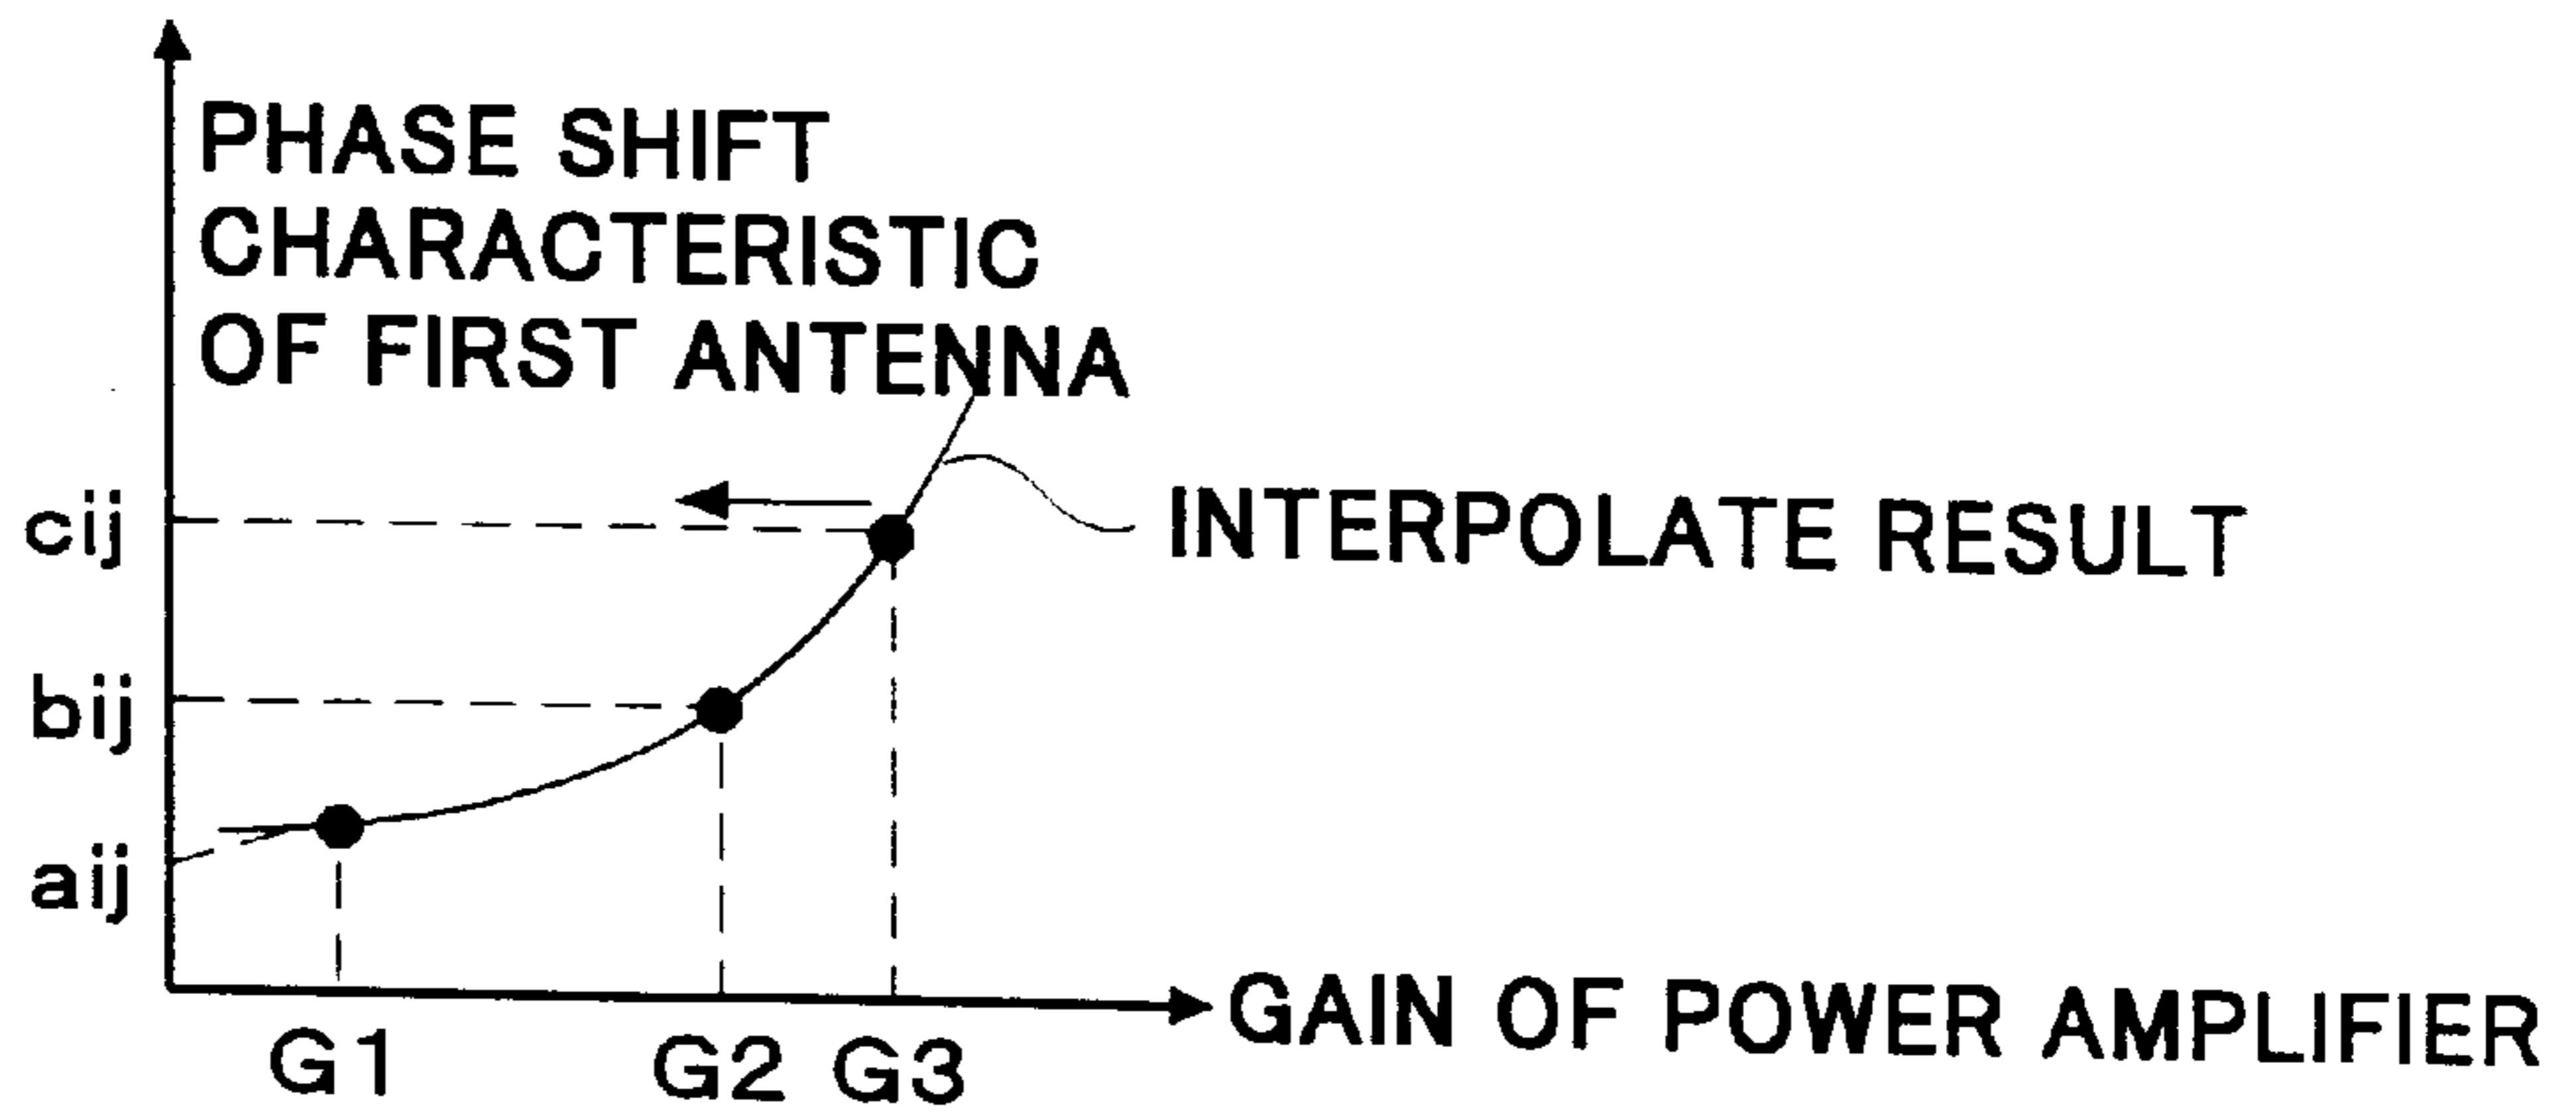 PHASE SHIFT
CHARACTERISTIC
OF FIRST ANTENNA
cij
INTERPOLATE RESULT
bij
aij
GAIN OF POWER AMPLIFIER
G1 G2 G3